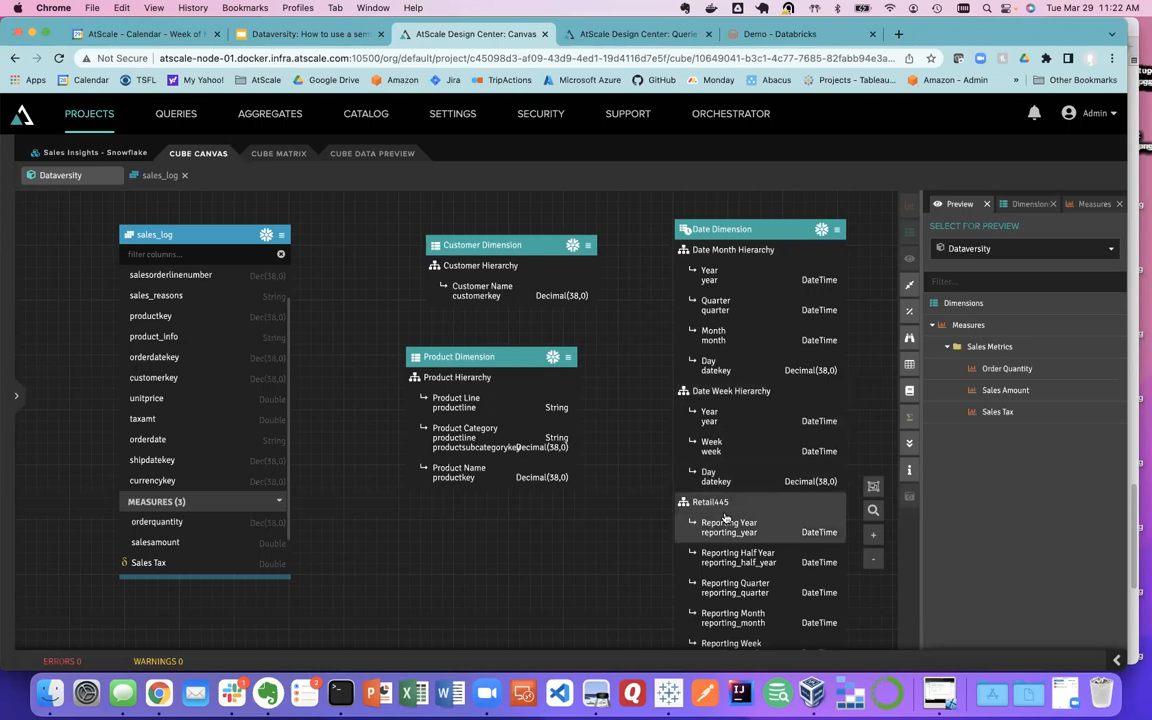 Chrome File Edit View History Bookmarks Profiles Tab Window Help Tue Mar 29 11:22 AM
AtScale - Calendar - Week of M Dataversity: How to use a sem AtScale Design Center: Canvas AtScale Design Center: Querie Demo - Databricks
Not Secure atscale-node-01.docker.infra.atscale.com:10500/org/default/project/c45098d3-af09-43d9-4ed1-19d4116d7e5f/cube/10649041-b3c1-4c77-7685-82fabb94e3a...
Apps Calendar TSFL My Yahoo! AtScale Google Drive Amazon Jira TripActions Microsoft Azure GitHub Monday Abacus Projects - Tableau... Amazon - Admin » Other Bookmarks
PROJECTS QUERIES AGGREGATES CATALOG SETTINGS SECURITY SUPPORT ORCHESTRATOR Admin
Sales Insights - Snowflake CUBE CANVAS CUBE MATRIX CUBE DATA PREVIEW
Dataversity sales_log
sales_log
filter columns...
salesorderlinenumber Dec(38,0)
sales_reasons String
productkey Dec(38,0)
product_info String
orderdatekey Dec(38,0)
customerkey Dec(38,0)
unitprice Double
taxamt Double
orderdate Dec(38,0)
shipdatekey Dec(38,0)
currencykey Dec(38,0)
MEASURES (3)
orderquantity Dec(38,0)
salesamount Double
Sales Tax Double
Customer Dimension
Customer Hierarchy
Customer Name
customerkey Decimal(38,0)
Product Dimension
Product Hierarchy
Product Line
productline String
Product Category
productline String
productsubcategorykey Decimal(38,0)
Product Name
productkey Decimal(38,0)
Date Dimension
Date Month Hierarchy
Year
year DateTime
Quarter
quarter DateTime
Month
month DateTime
Day
datekey Decimal(38,0)
Date Week Hierarchy
Year
year DateTime
Week
week DateTime
Day
datekey Decimal(38,0)
Retail445
Reporting Year
reporting_year DateTime
Reporting Half Year
reporting_half_year DateTime
Reporting Quarter
reporting_quarter DateTime
Reporting Month
reporting_month DateTime
Reporting Week
Preview Dimension Measures
SELECT FOR PREVIEW
Dataversity
Filter...
Dimensions
Measures
Sales Metrics
Order Quantity
Sales Amount
Sales Tax
ERRORS 0 WARNINGS 0